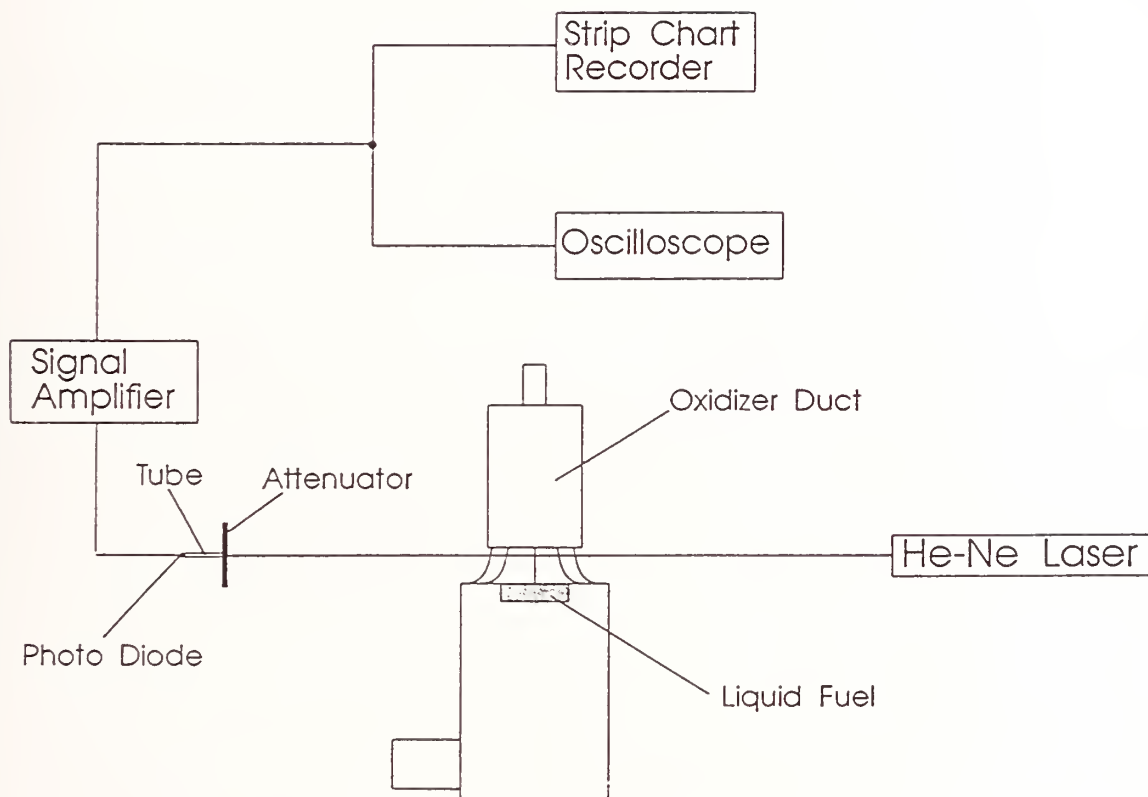 Strip Chart
Recorder
Oscilloscope
Signal
Amplifier
Oxidizer Duct
Tube
Attenuator
He-Ne Laser
Photo Diode
Liquid Fuel